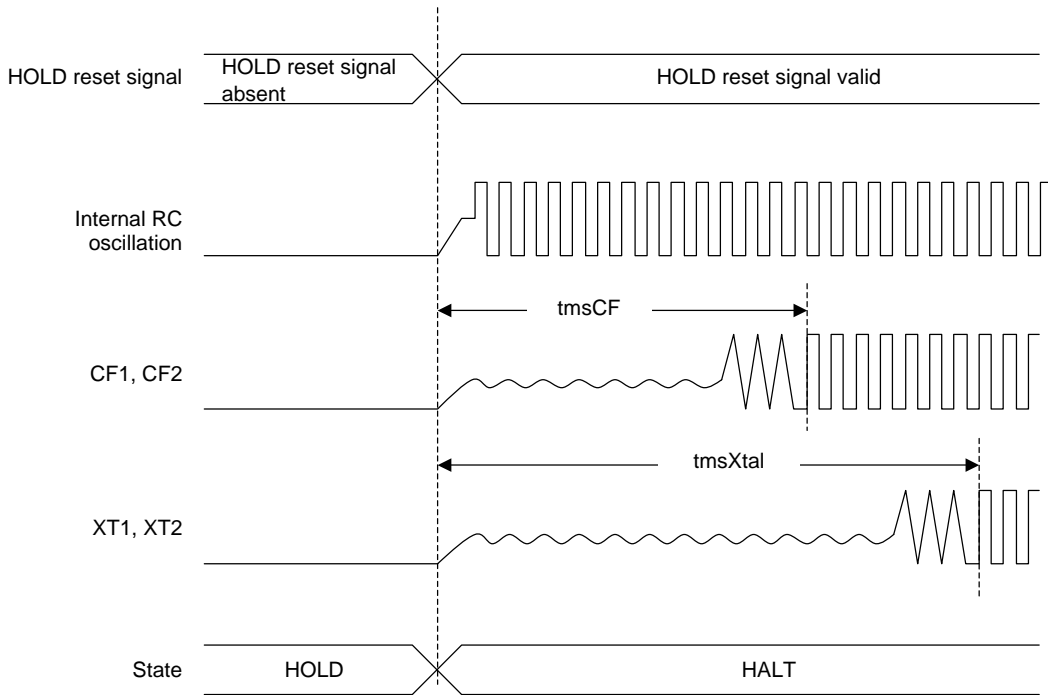 HOLD reset signal
HOLD reset signal
absent
HOLD reset signal valid
Internal RC
oscillation
tmsCF
CF1, CF2
tmsXtal
XT1, XT2
State
HOLD
HALT